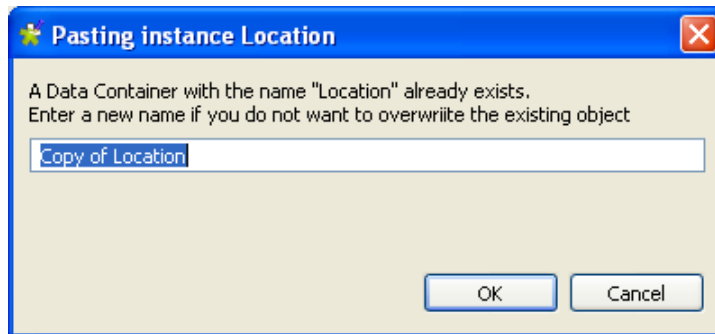 Pasting instance Location
A Data Container with the name "Location" already exists.
Enter a new name if you do not want to overwriite the existing object
Copy of Location
OK
Cancel